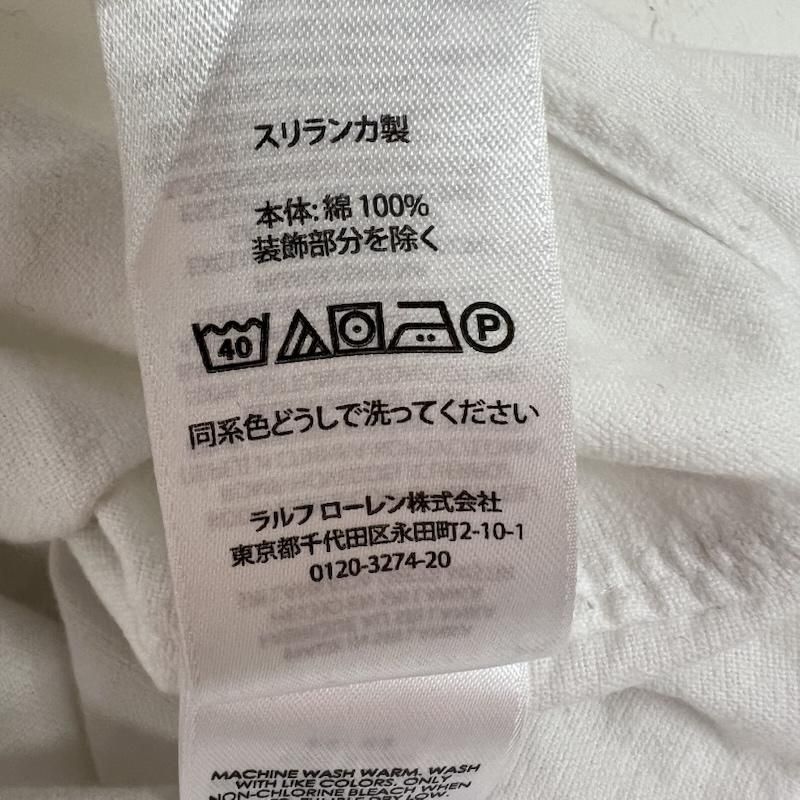 スリランカ製
本体: 綿 100%
装飾部分を除く
40 P
同系色どうしで洗ってください
ラルフ ローレン株式会社
東京都千代田区永田町2-10-1
0120-3274-20
MACHINE WASH WARM. WASH
WITH LIKE COLORS. ONLY
NON-CHLORINE BLEACH WHEN
TUMBLE DRY LOW.